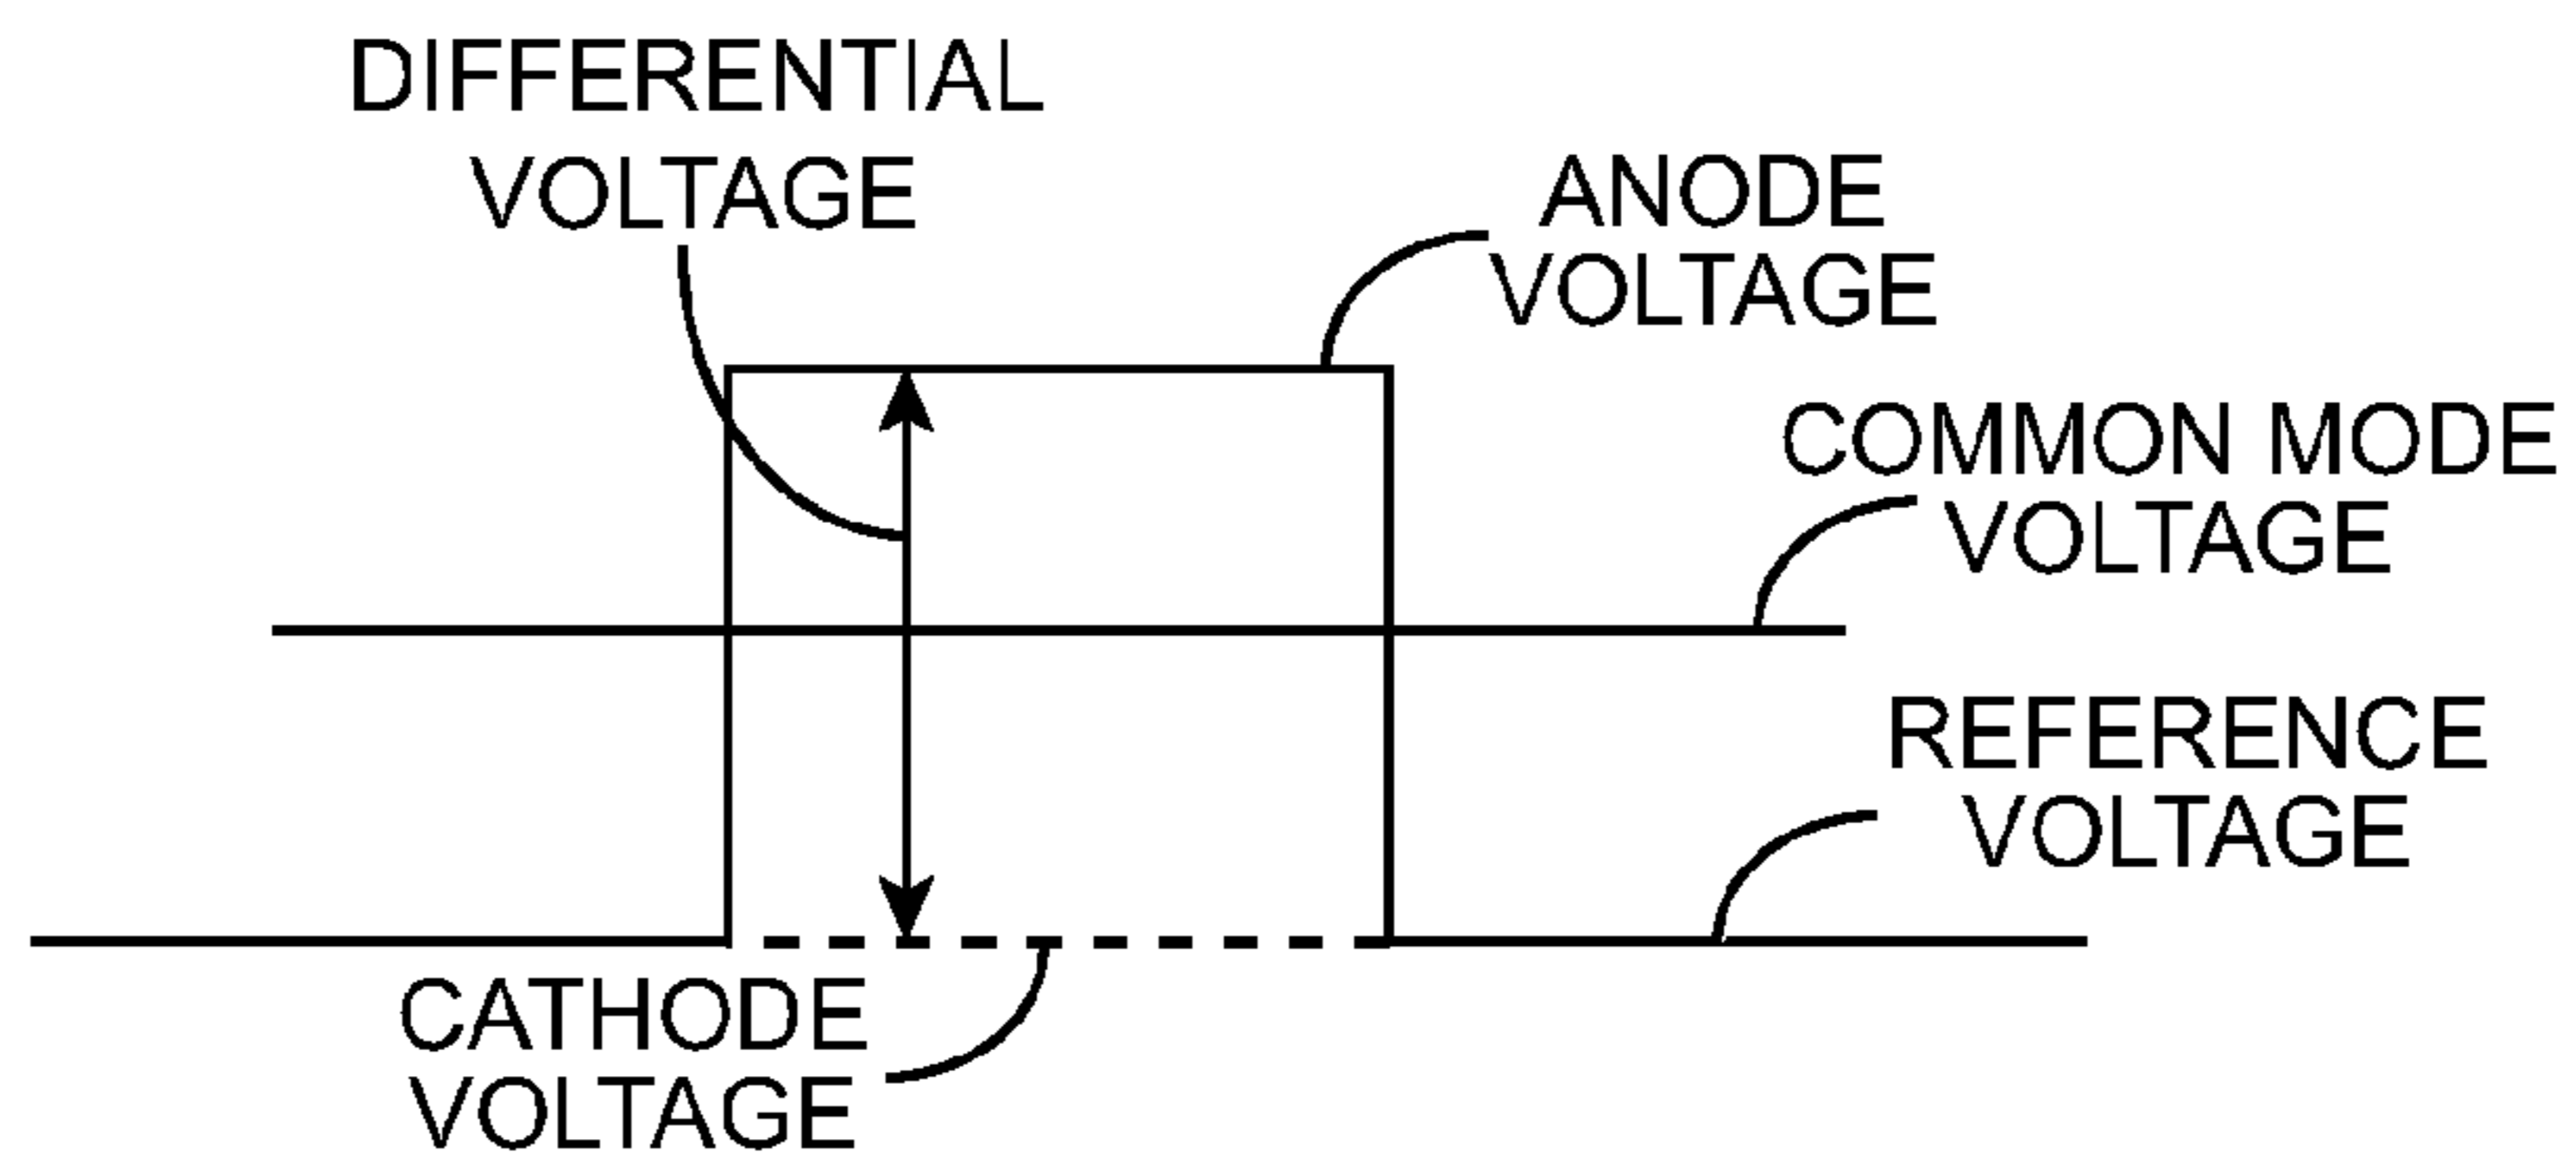 DIFFERENTIAL
VOLTAGE
ANODE
VOLTAGE
COMMON MODE
VOLTAGE
REFERENCE
VOLTAGE
CATHODE
VOLTAGE